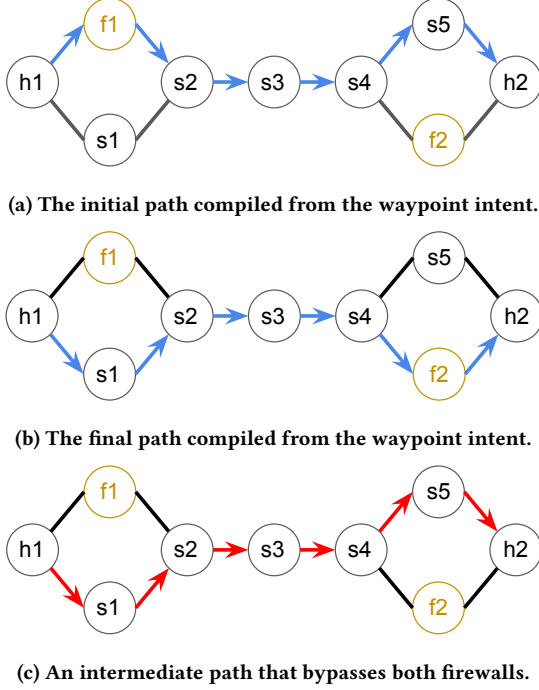 f1
s5
h1
s2
s3
s4
h2
s1
f2
(a) The initial path compiled from the waypoint intent.
f1
s5
h1
s2
s3
s4
h2
s1
f2
(b) The final path compiled from the waypoint intent.
f1
s5
h1
s2
s3
s4
h2
s1
f2
(c) An intermediate path that bypasses both firewalls.